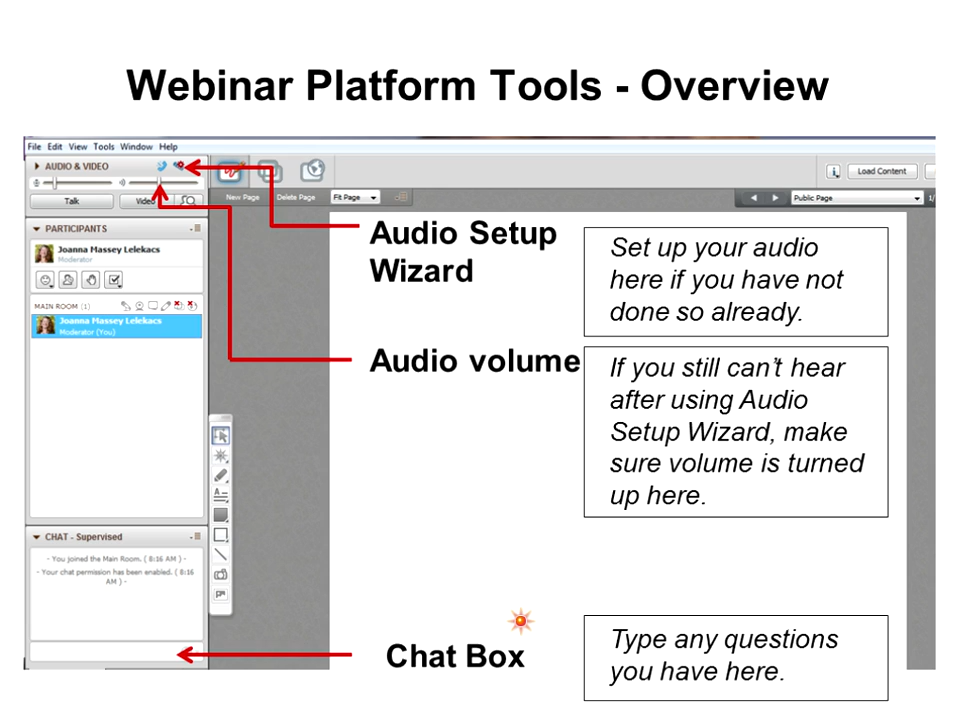 Webinar Platform Tools - Overview
File Edit View Tools Window Help
AUDIO & VIDEO
Talk
Video
Load Content
New Page Delete Page Fit Page
Public Page
1/
PARTICIPANTS
Joanna Massey Lelekacs
Moderator
MAIN ROOM (1)
Joanna Massey Lelekacs
Moderator (You)
Audio Setup
Wizard
Set up your audio
here if you have not
done so already.
Audio volume
If you still can't hear
after using Audio
Setup Wizard, make
sure volume is turned
up here.
CHAT - Supervised
- You joined the Main Room. ( 8:16 AM ) -
- Your chat permission has been enabled. ( 8:16
AM ) -
Chat Box
Type any questions
you have here.